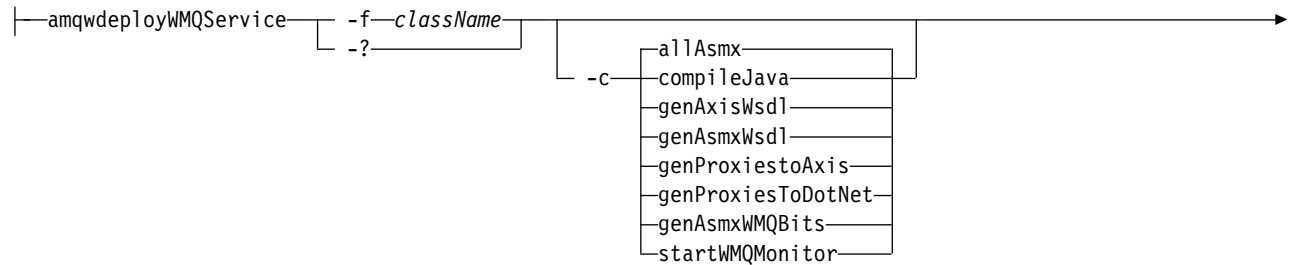 amqwdeployWMQService -f className
-?
allAsmx
-c compileJava
genAxisWsdl
genAsmxWsdl
genProxiestoAxis
genProxiesToDotNet
genAsmxWMQBits
startWMQMonitor